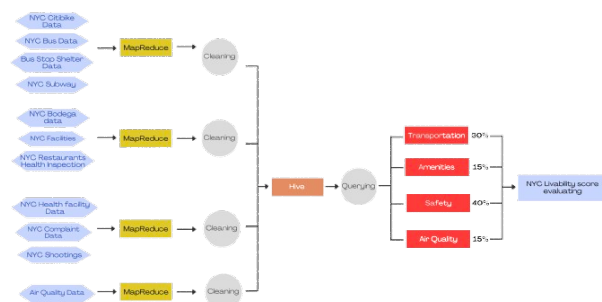 NYC Citibike
Data
NYC Bus Data
Bus Stop Shelter
Data
NYC Subway
MapReduce
Cleaning
NYC Bodega
data
NYC Facilities
NYC Restaurants
Health inspection
MapReduce
Cleaning
NYC Health facility
Data
NYC Complaint
Data
NYC Shootings
MapReduce
Cleaning
Air Quality Data
MapReduce
Cleaning
Hive
Querying
Transportation 30%
Amenities 15%
Safety 40%
Air Quality 15%
NYC Livability score
evaluating